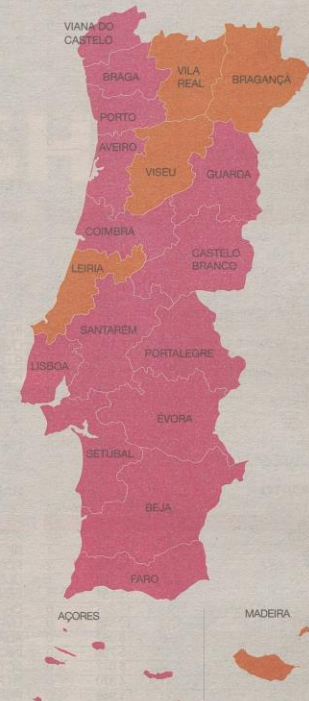 VIANA DO
CASTELO
BRAGA
VILA
REAL
BRAGANÇA
PORTO
AVEIRO
VISEU
GUARDA
COIMBRA
CASTELO
BRANCO
LEIRIA
SANTARÉM
LISBOA
PORTALEGRE
ÉVORA
SETÚBAL
BEJA
FARO
AÇORES
MADEIRA